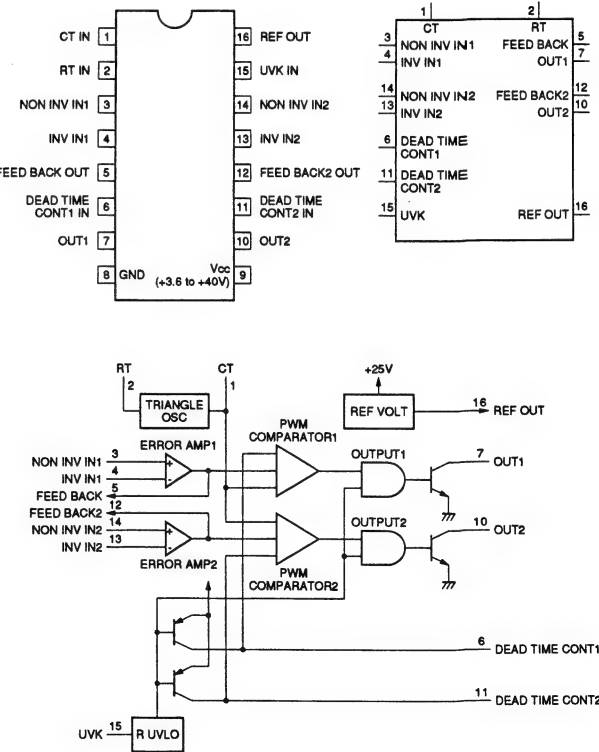 CT IN 1 16 REF OUT
RT IN 2 15 UVK IN
NON INV IN1 3 14 NON INV IN2
INV IN1 4 13 INV IN2
FEED BACK OUT 5 12 FEED BACK2 OUT
DEAD TIME CONT1 IN 6 11 DEAD TIME CONT2 IN
OUT1 7 10 OUT2
8 GND Vcc (+3.6 to +40V) 9
1 2
CT RT
3 NON INV IN1 FEED BACK 5
4 INV IN1 OUT1 7
14 NON INV IN2 FEED BACK2 12
13 INV IN2 OUT2 10
6 DEAD TIME
CONT1
11 DEAD TIME
CONT2
15 UVK REF OUT 16
RT CT +25V
2 1
TRIANGLE
OSC
REF VOLT 16 REF OUT
PWM
COMPARATOR1
ERROR AMP1
OUTPUT1
NON INV IN1 3 +
INV IN1 4 -
7 OUT1
FEED BACK 5
FEED BACK2 12
NON INV IN2 14 +
INV IN2 13 -
OUTPUT2
10 OUT2
ERROR AMP2
PWM
COMPARATOR2
6 DEAD TIME CONT1
11 DEAD TIME CONT2
UVK 15 R UVLO